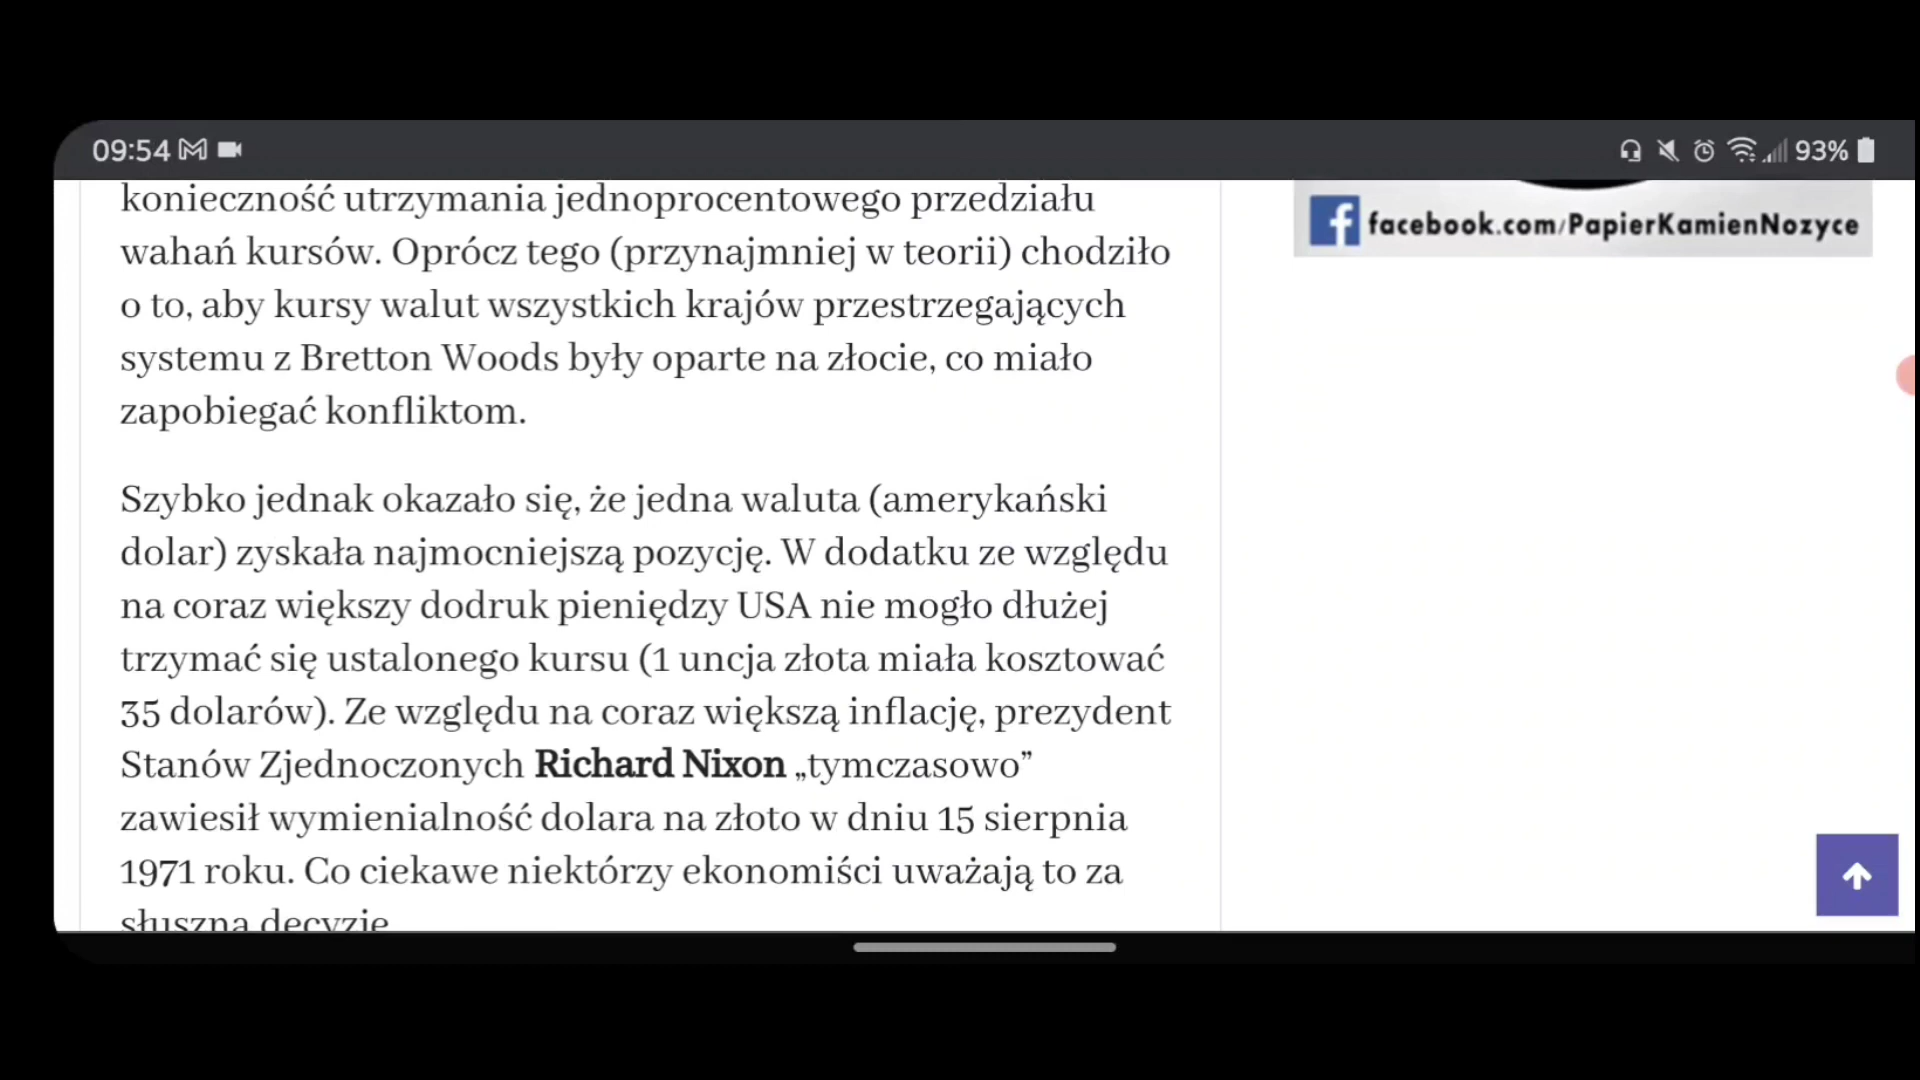 09:54
93%
konieczność utrzymania jednoprocentowego przedziału
wahań kursów. Oprócz tego (przynajmniej w teorii) chodziło
o to, aby kursy walut wszystkich krajów przestrzegających
systemu z Bretton Woods były oparte na złocie, co miało
zapobiegać konfliktom.
Szybko jednak okazało się, że jedna waluta (amerykański
dolar) zyskała najmocniejszą pozycję. W dodatku ze względu
na coraz większy dodruk pieniędzy USA nie mogło dłużej
trzymać się ustalonego kursu (1 uncja złota miała kosztować
35 dolarów). Ze względu na coraz większą inflację, prezydent
Stanów Zjednoczonych Richard Nixon „tymczasowo”
zawiesił wymienialność dolara na złoto w dniu 15 sierpnia
1971 roku. Co ciekawe niektórzy ekonomiści uważają to za
słuszną decyzję
facebook.com/PapierKamienNozyce